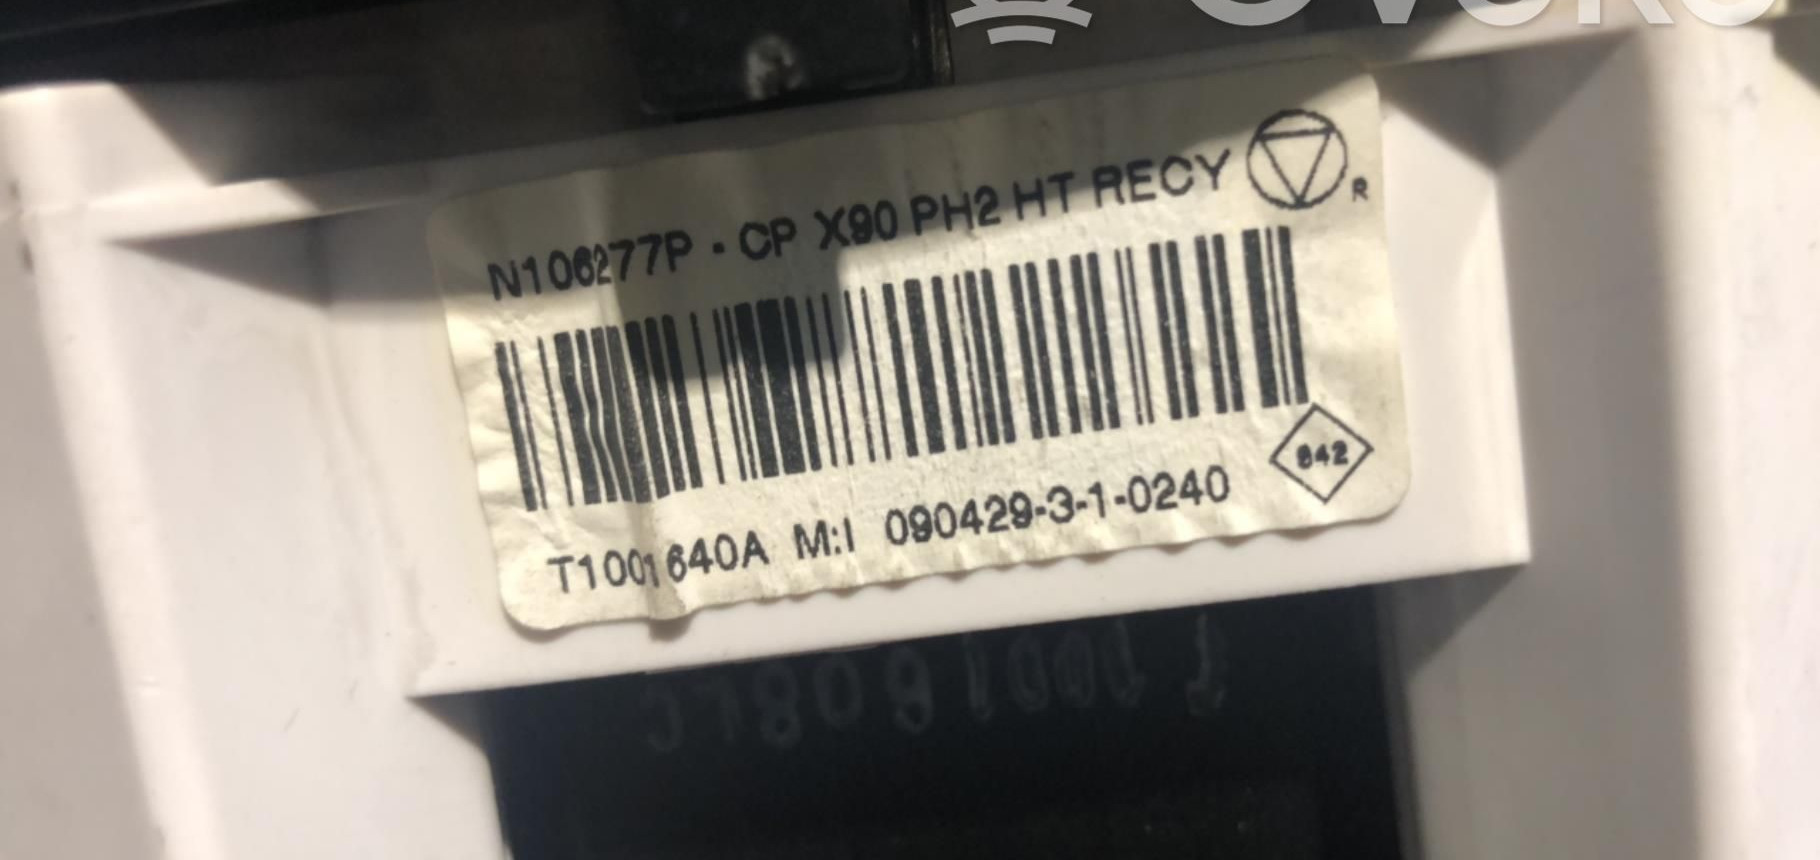 N106277P - CP X90 PH2 HT RECY
R
842
T1001640A M:I 090429-3-1-0240